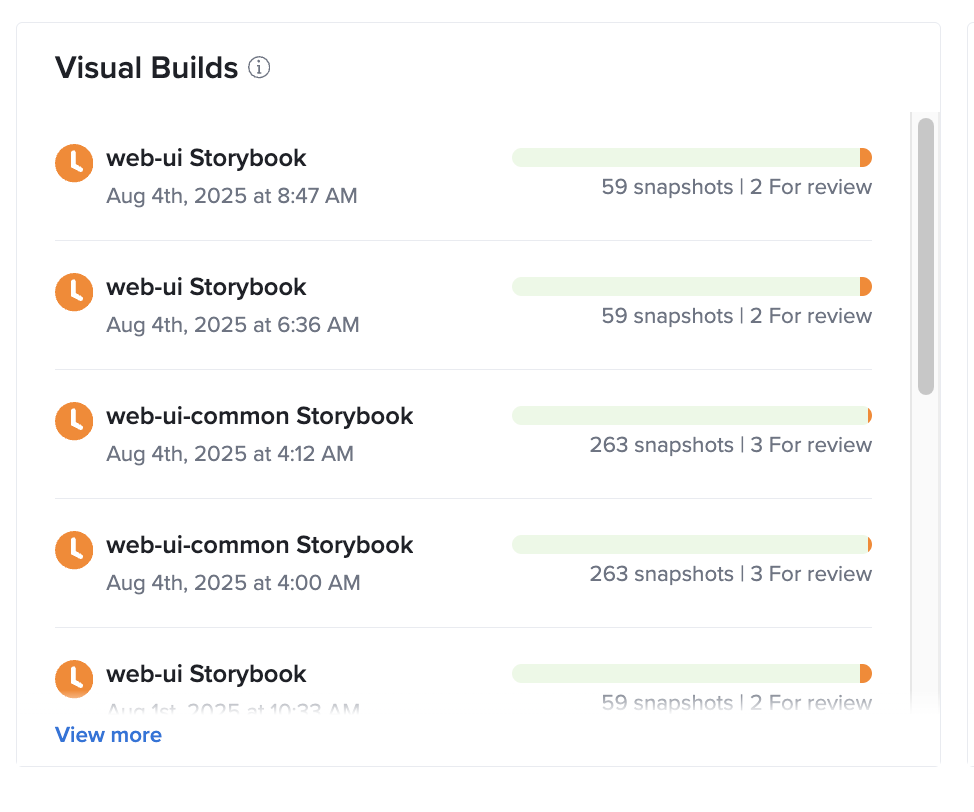 Visual Builds
web-ui Storybook
Aug 4th, 2025 at 8:47 AM
59 snapshots | 2 For review
web-ui Storybook
Aug 4th, 2025 at 6:36 AM
59 snapshots | 2 For review
web-ui-common Storybook
Aug 4th, 2025 at 4:12 AM
263 snapshots | 3 For review
web-ui-common Storybook
Aug 4th, 2025 at 4:00 AM
263 snapshots | 3 For review
web-ui Storybook
Aug 1st, 2025 at 10:33 AM
59 snapshots | 2 For review
View more